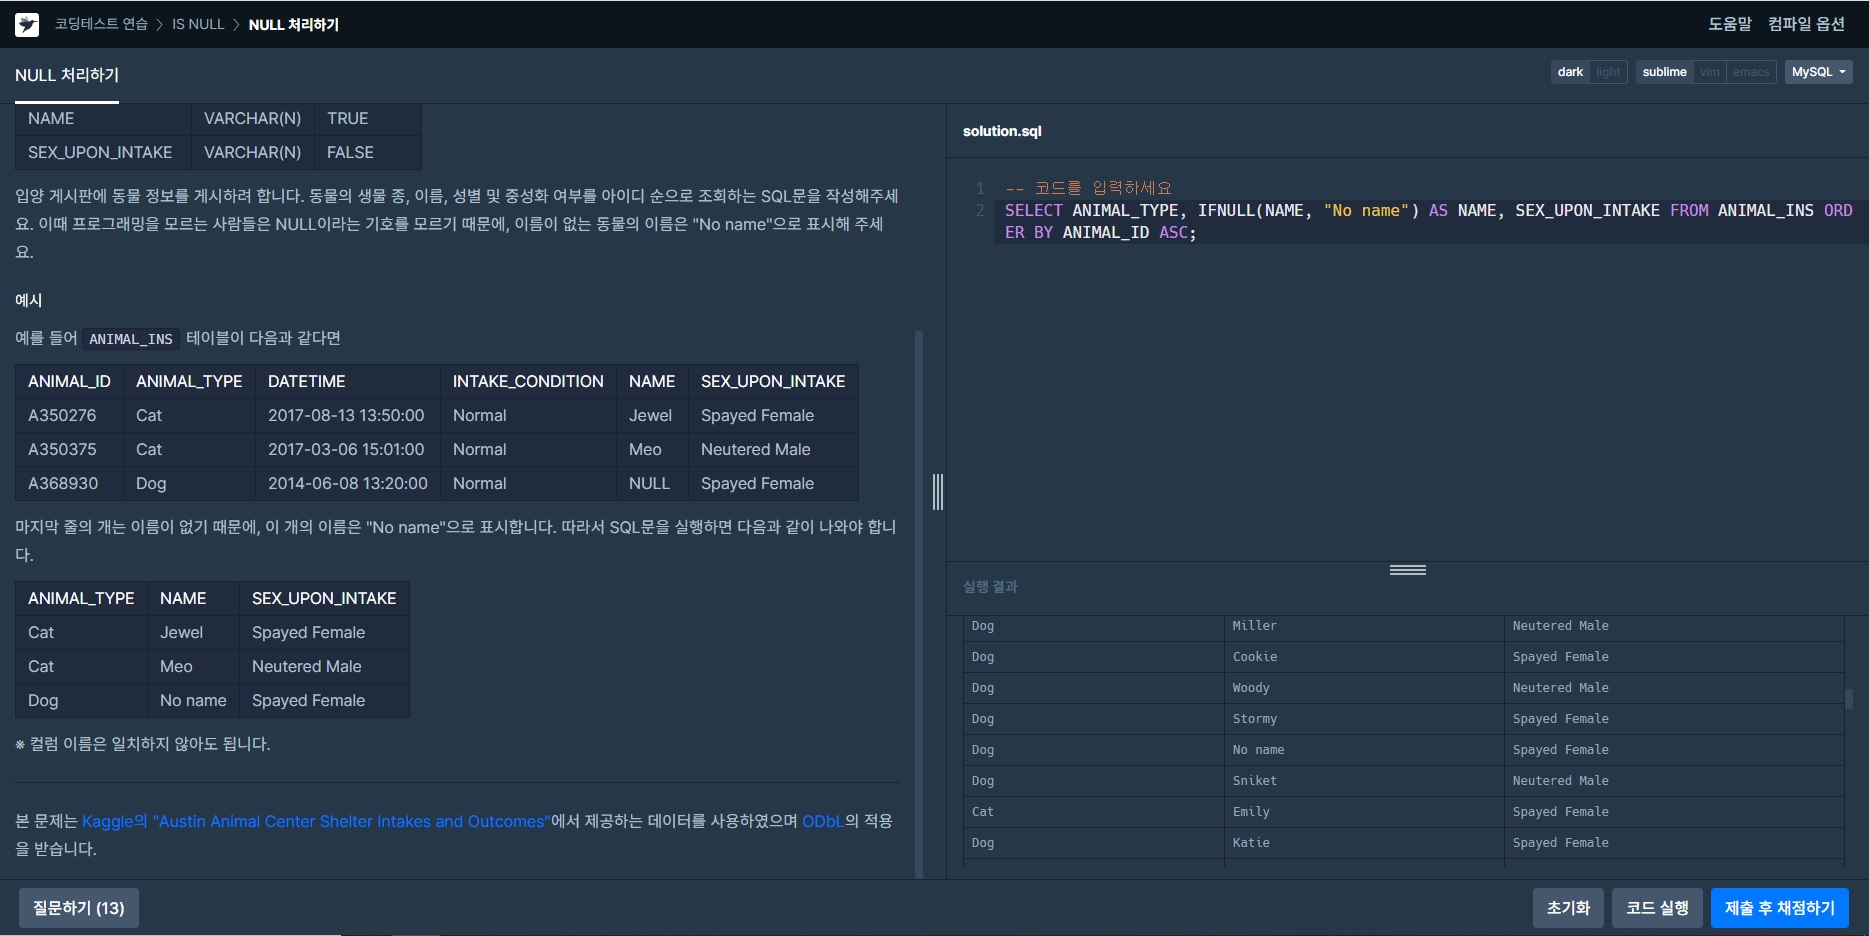 코딩테스트 연습 > IS NULL > NULL 처리하기
도움말 컴파일 옵션
NULL 처리하기
dark light sublime vim emacs MySQL
NAME VARCHAR(N) TRUE
SEX_UPON_INTAKE VARCHAR(N) FALSE
입양 게시판에 동물 정보를 게시하려 합니다. 동물의 생물 종, 이름, 성별 및 중성화 여부를 아이디 순으로 조회하는 SQL문을 작성해주세
요. 이때 프로그래밍을 모르는 사람들은 NULL이라는 기호를 모르기 때문에, 이름이 없는 동물의 이름은 "No name"으로 표시해 주세
요.
예시
예를 들어 ANIMAL_INS 테이블이 다음과 같다면
ANIMAL_ID ANIMAL_TYPE DATETIME INTAKE_CONDITION NAME SEX_UPON_INTAKE
A350276 Cat 2017-08-13 13:50:00 Normal Jewel Spayed Female
A350375 Cat 2017-03-06 15:01:00 Normal Meo Neutered Male
A368930 Dog 2014-06-08 13:20:00 Normal NULL Spayed Female
마지막 줄의 개는 이름이 없기 때문에, 이 개의 이름은 "No name"으로 표시합니다. 따라서 SQL문을 실행하면 다음과 같이 나와야 합니
다.
ANIMAL_TYPE NAME SEX_UPON_INTAKE
Cat Jewel Spayed Female
Cat Meo Neutered Male
Dog No name Spayed Female
※ 컬럼 이름은 일치하지 않아도 됩니다.
본 문제는 Kaggle의 "Austin Animal Center Shelter Intakes and Outcomes"에서 제공하는 데이터를 사용하였으며 ODbL의 적용
을 받습니다.
solution.sql
1 -- 코드를 입력하세요
2 SELECT ANIMAL_TYPE, IFNULL(NAME, "No name") AS NAME, SEX_UPON_INTAKE FROM ANIMAL_INS ORD
ER BY ANIMAL_ID ASC;
실행 결과
Dog Miller Neutered Male
Dog Cookie Spayed Female
Dog Woody Neutered Male
Dog Stormy Spayed Female
Dog No name Spayed Female
Dog Sniket Neutered Male
Cat Emily Spayed Female
Dog Katie Spayed Female
질문하기 (13)
초기화 코드 실행 제출 후 채점하기